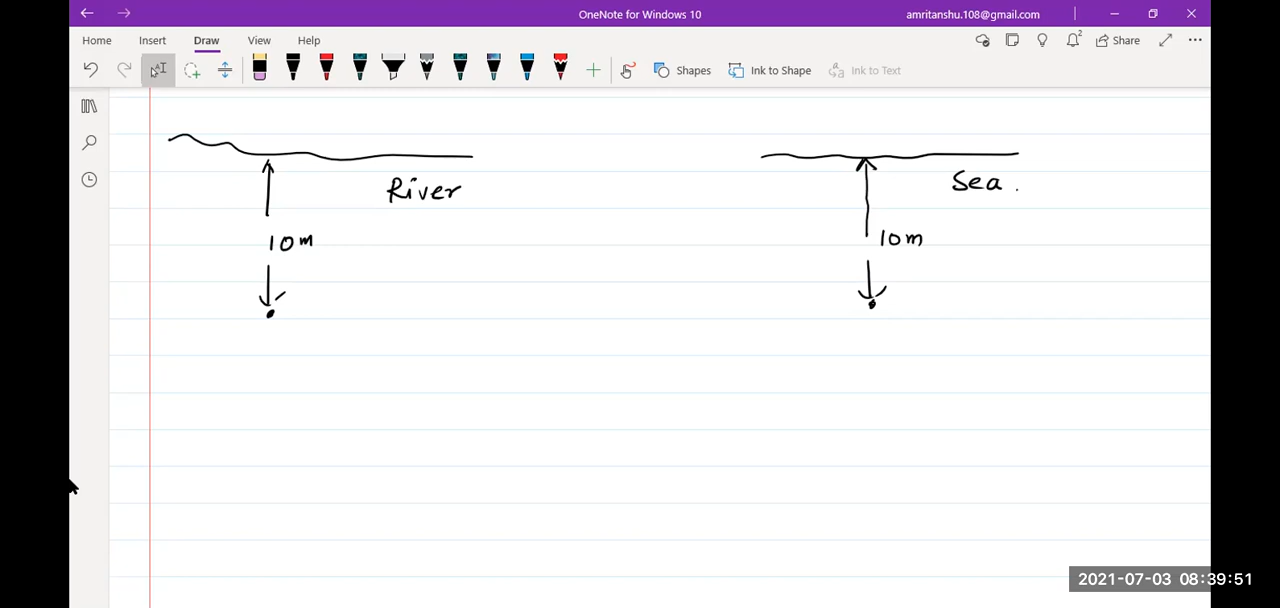 OneNote for Windows 10
amritanshu.108@gmail.com
Home Insert Draw View Help
2
Share
Shapes
Ink to Shape
Ink to Text
River
Sea .
10m
10m
2021-07-03 08:39:51